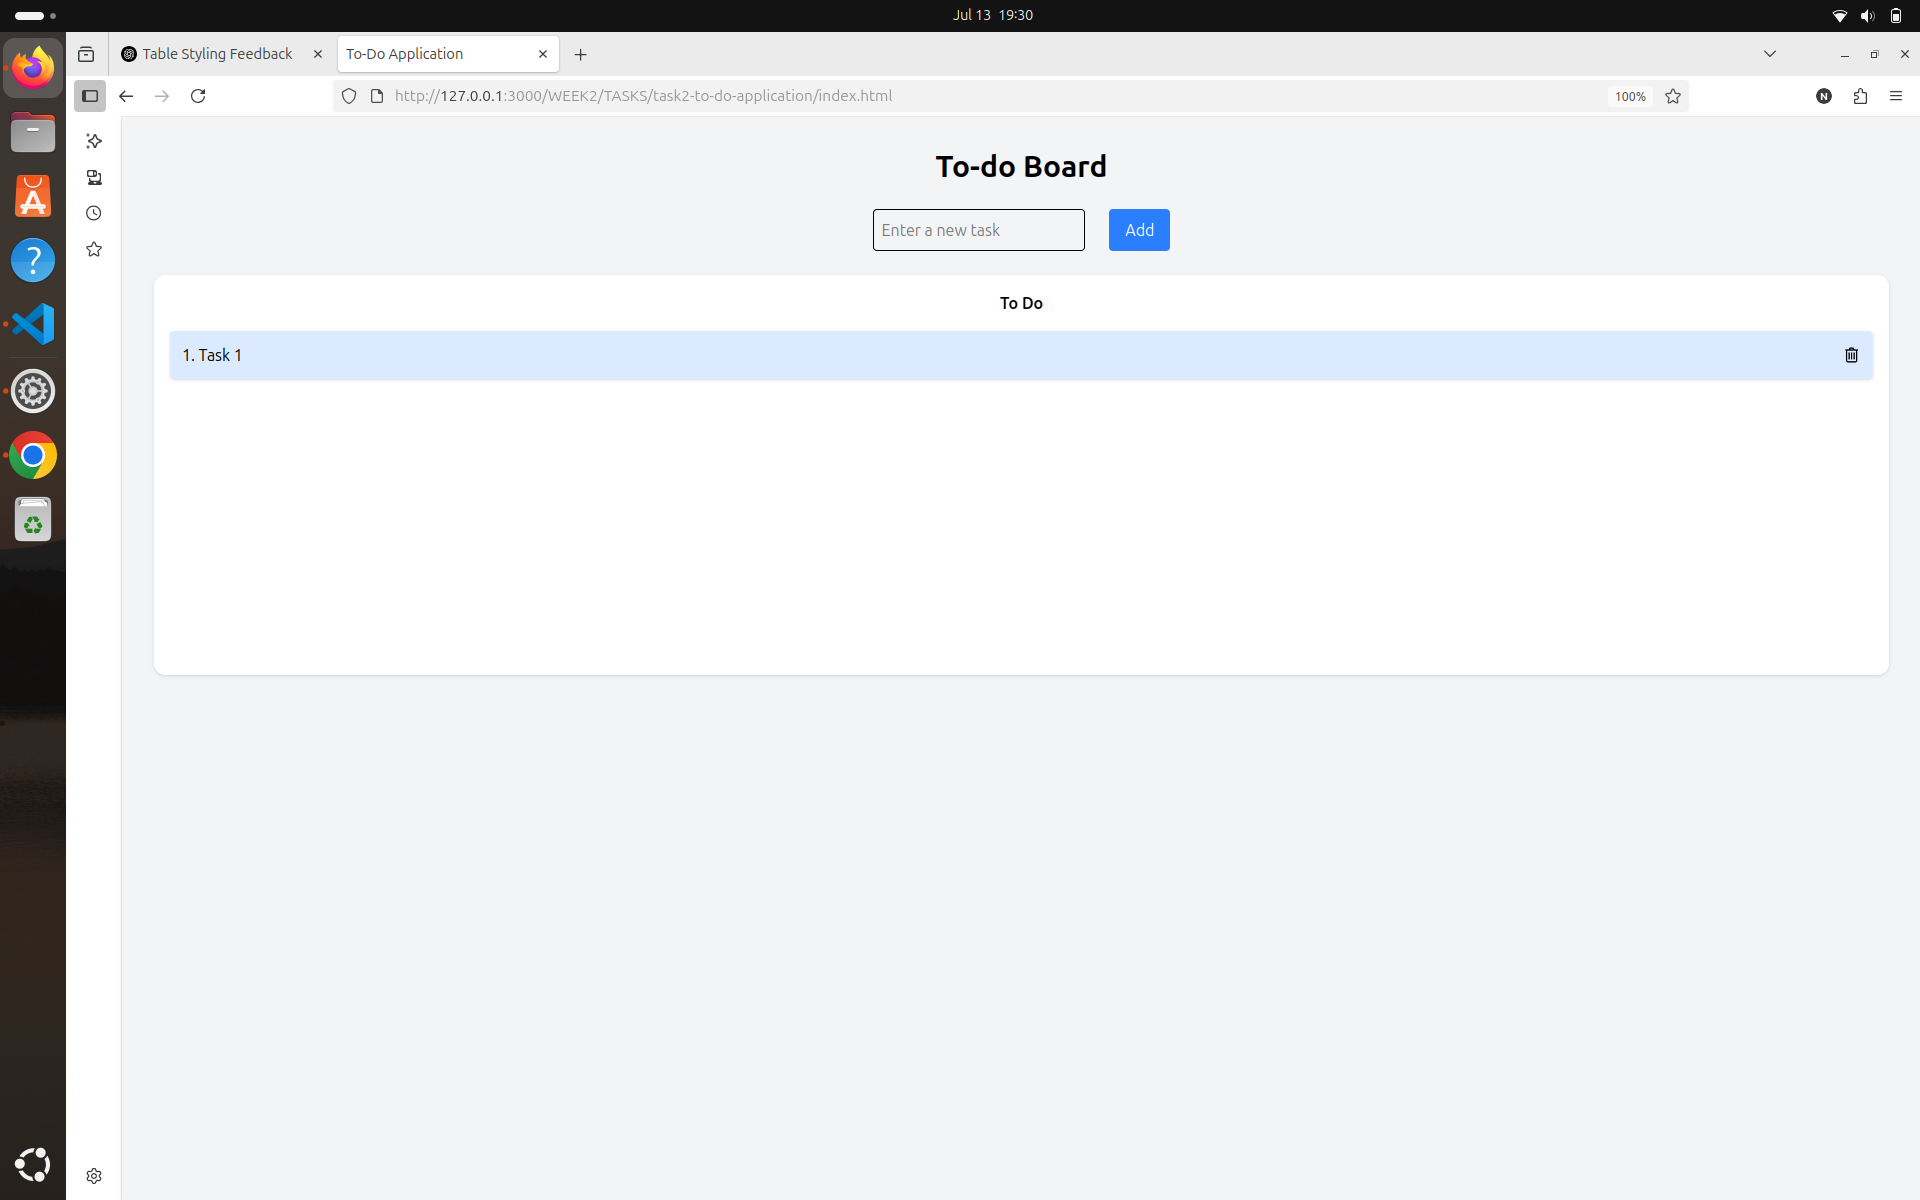 Jul 13 19:30
Table Styling Feedback
To-Do Application
http://127.0.0.1:3000/WEEK2/TASKS/task2-to-do-application/index.html
100%
N
To-do Board
Enter a new task
Add
To Do
1. Task 1